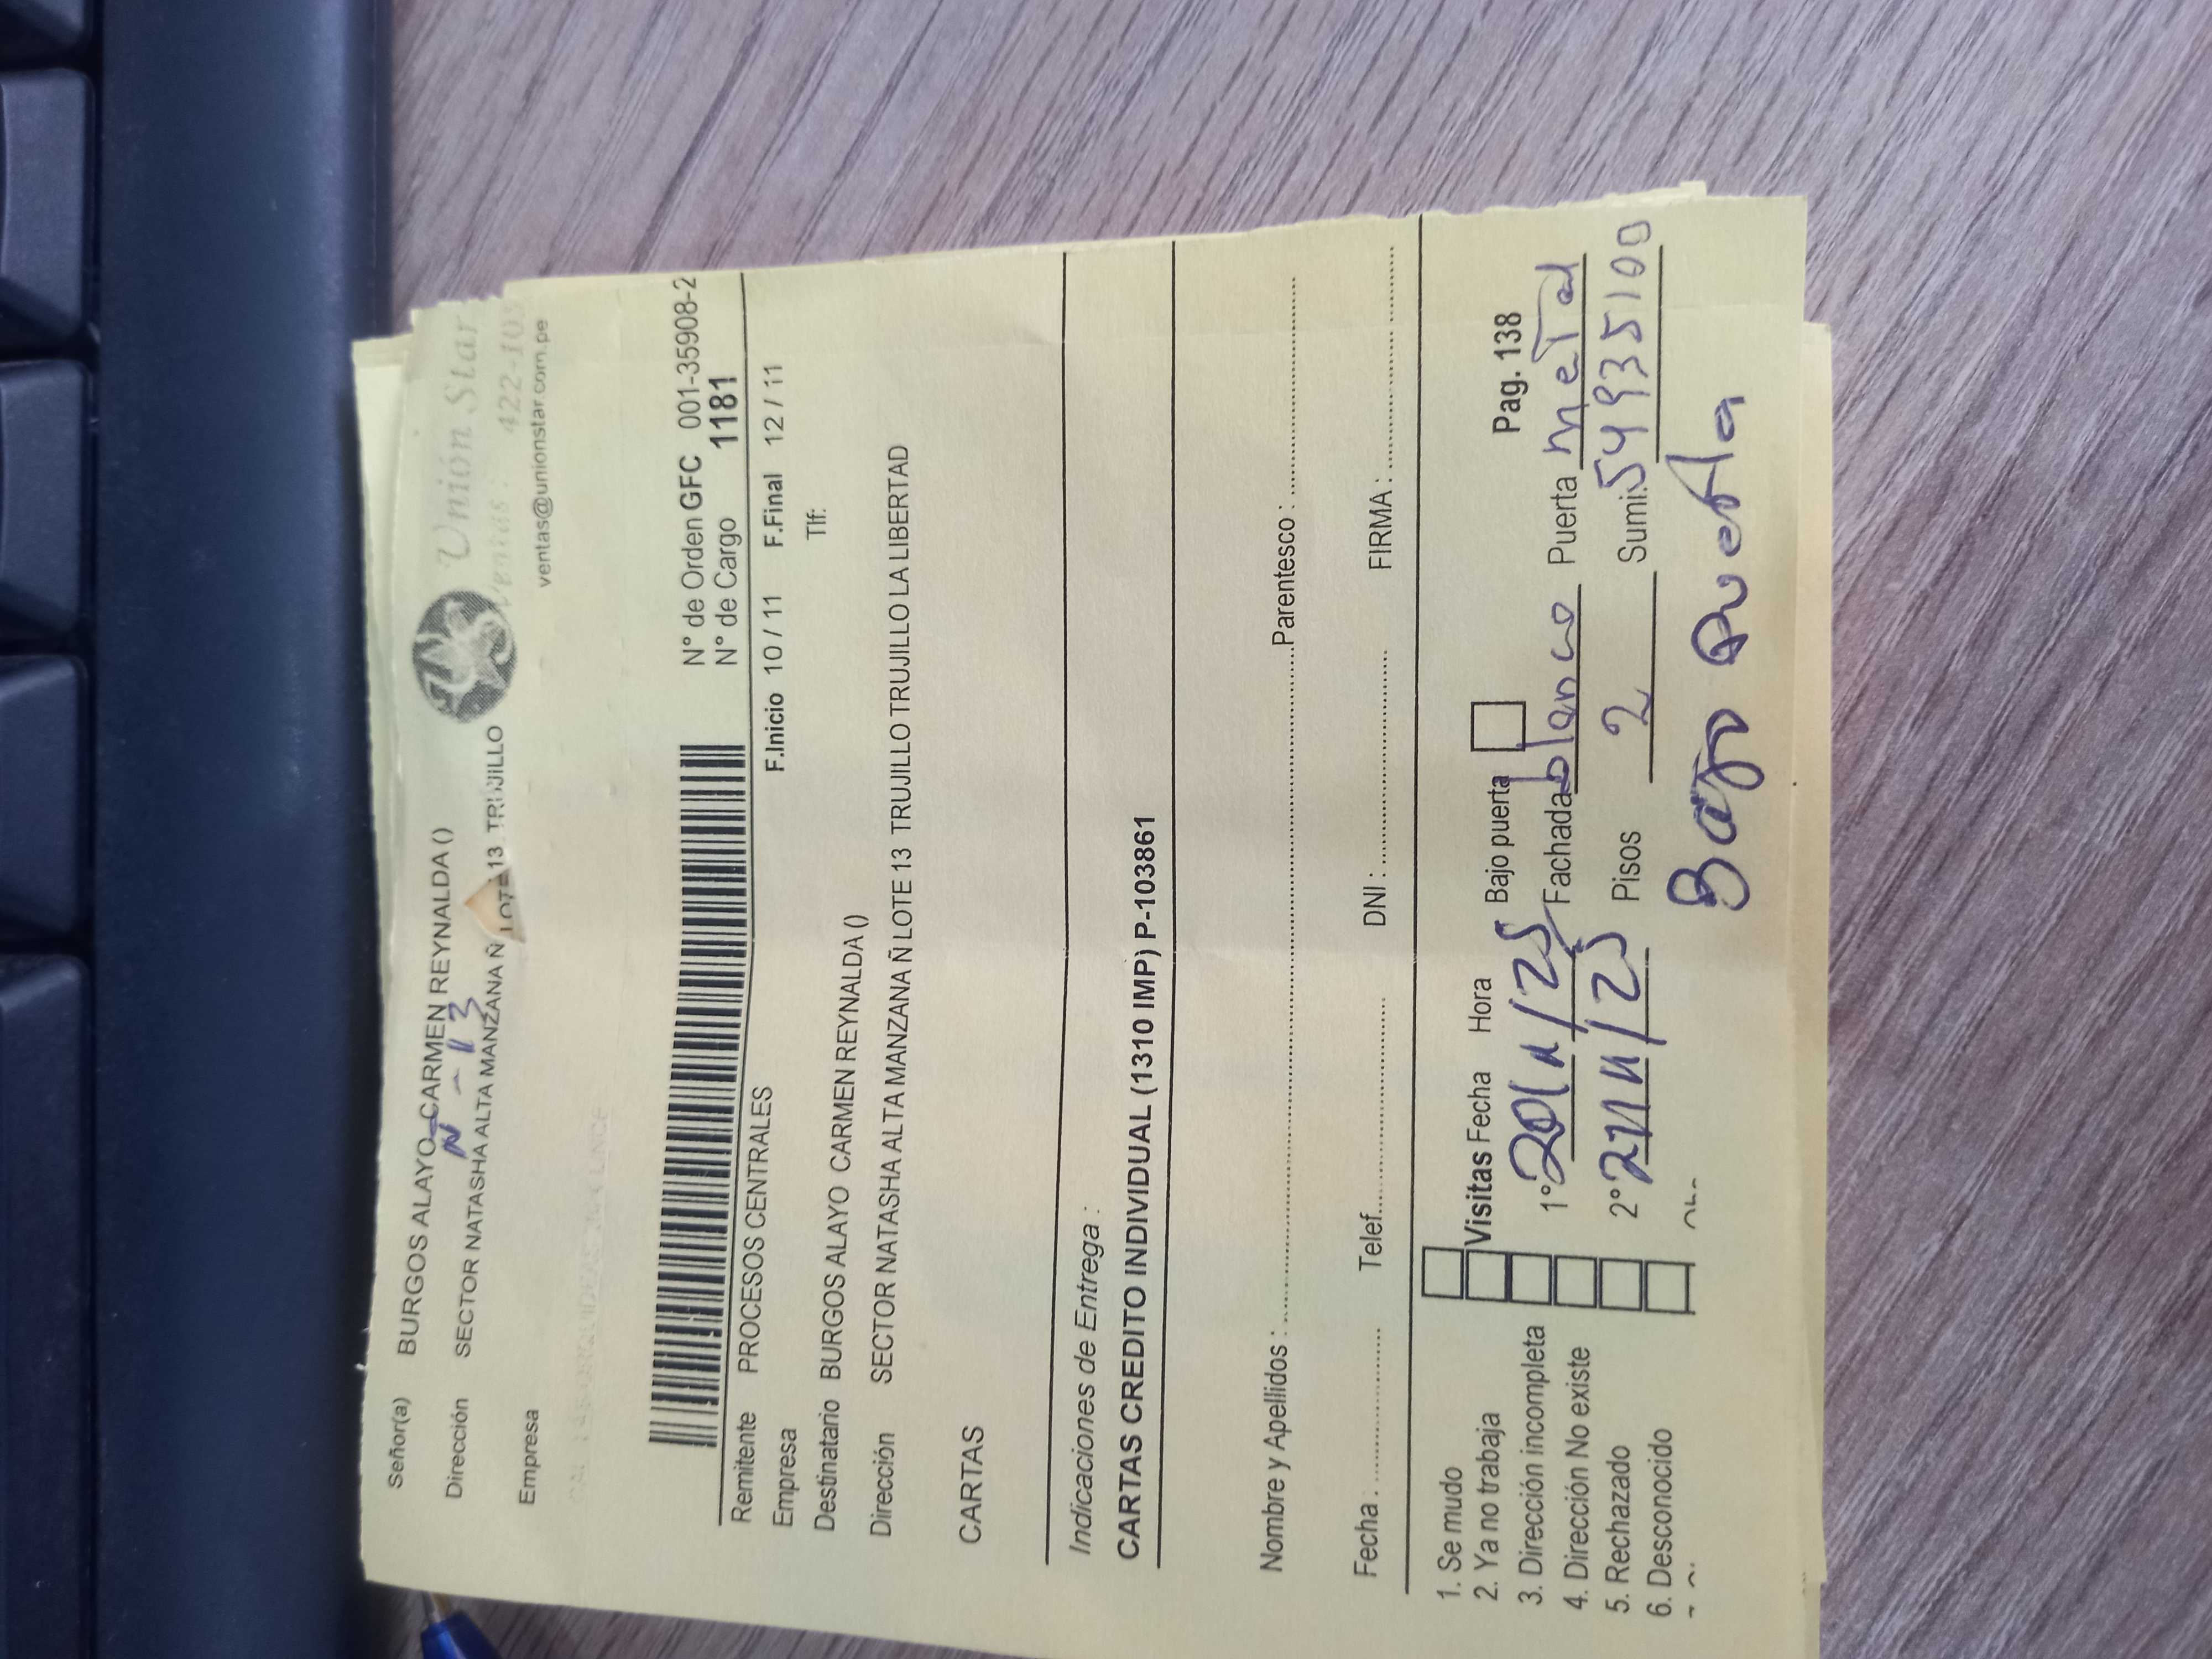 Unión Star
Ventas : 422-105
ventas@unionstar.com.pe
Señor(a) BURGOS ALAYO CARMEN REYNALDA ()
N - 13
Dirección SECTOR NATASHA ALTA MANZANA Ñ LOTE 13 TRUJILLO
Empresa
N° de Orden GFC 001-35908-2
N° de Cargo 1181
Remitente PROCESOS CENTRALES F.Inicio 10 / 11 F.Final 12 / 11
Empresa Tlf:
Destinatario BURGOS ALAYO CARMEN REYNALDA ()
Dirección SECTOR NATASHA ALTA MANZANA Ñ LOTE 13 TRUJILLO TRUJILLO LA LIBERTAD
CARTAS
Indicaciones de Entrega :
CARTAS CREDITO INDIVIDUAL (1310 IMP) P-103861
Nombre y Apellidos : Parentesco :
Fecha : Telef. DNI : FIRMA :
1. Se mudo
2. Ya no trabaja
3. Dirección incompleta
4. Dirección No existe
5. Rechazado
6. Desconocido
Visitas Fecha Hora Bajo puerta Pag. 138
1° 20/11/25 Fachada blanco Puerta metal
2° 21/11/25 Pisos 2 Sumi: 54935100
Bajo puerta